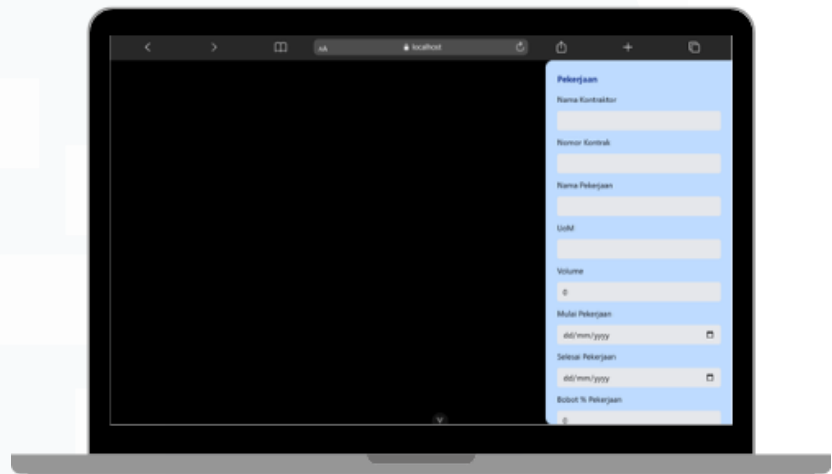 AA
localhost
Pekerjaan
Nama Kontraktor
Nomor Kontrak
Nama Pekerjaan
UoM
Volume
0
Mulai Pekerjaan
dd/mm/yyyy
Selesai Pekerjaan
dd/mm/yyyy
Bobot % Pekerjaan
0